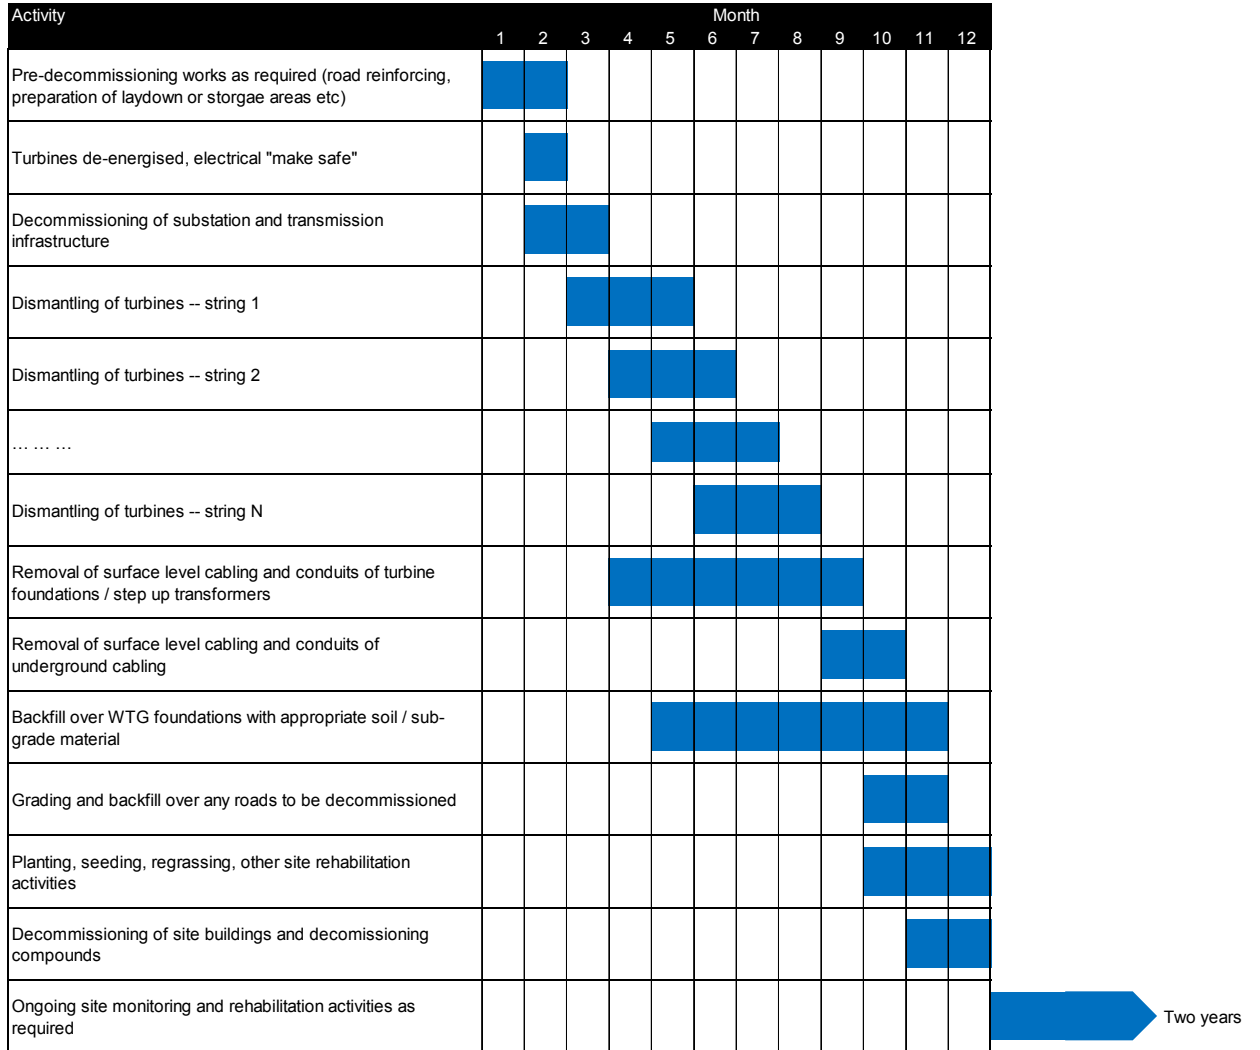 Activity Month
1 2 3 4 5 6 7 8 9 10 11 12
Pre-decommissioning works as required (road reinforcing,
preparation of laydown or storgae areas etc)
Turbines de-energised, electrical "make safe"
Decommissioning of substation and transmission
infrastructure
Dismantling of turbines -- string 1
Dismantling of turbines -- string 2
… … …
Dismantling of turbines -- string N
Removal of surface level cabling and conduits of turbine
foundations / step up transformers
Removal of surface level cabling and conduits of
underground cabling
Backfill over WTG foundations with appropriate soil / sub-
grade material
Grading and backfill over any roads to be decommissioned
Planting, seeding, regrassing, other site rehabilitation
activities
Decommissioning of site buildings and decomissioning
compounds
Ongoing site monitoring and rehabilitation activities as
required
Two years